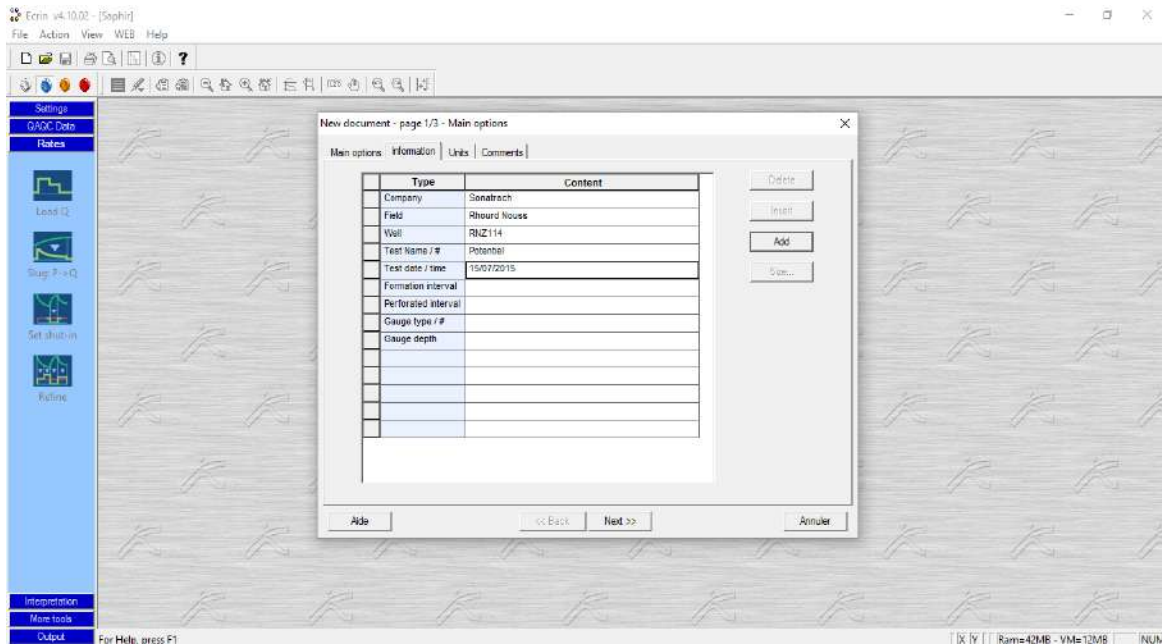 Ecrin v4.10.02 - [Saphir]
File Action View WEB Help
Settings
QAQC Data
Rates
Load Q
Slug: P->Q
Set shut-in
Refine
Interpretation
More tools
Output
New document - page 1/3 - Main options
Main options Information Units Comments
Type Content
Company Sonatrach
Field Rhourd Nouss
Well RNZ114
Test Name / # Potentiel
Test date / time 15/07/2015
Formation interval
Perforated interval
Gauge type / #
Gauge depth
Delete
Insert
Add
Size...
Aide << Back Next >> Annuler
For Help, press F1
X Y Ram=42MB - VM=12MB NUM